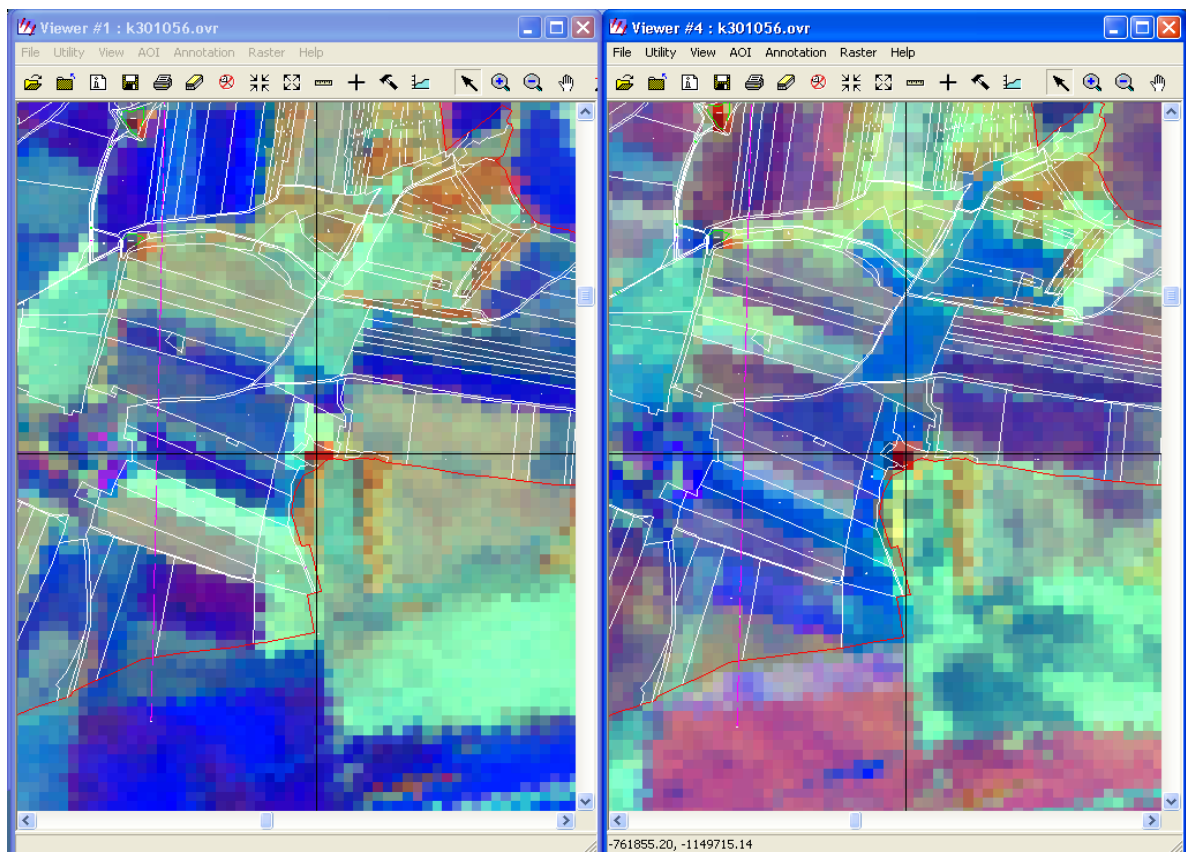 Viewer #1 : k301056.ovr
File Utility View AOI Annotation Raster Help
Viewer #4 : k301056.ovr
File Utility View AOI Annotation Raster Help
-761855.20, -1149715.14